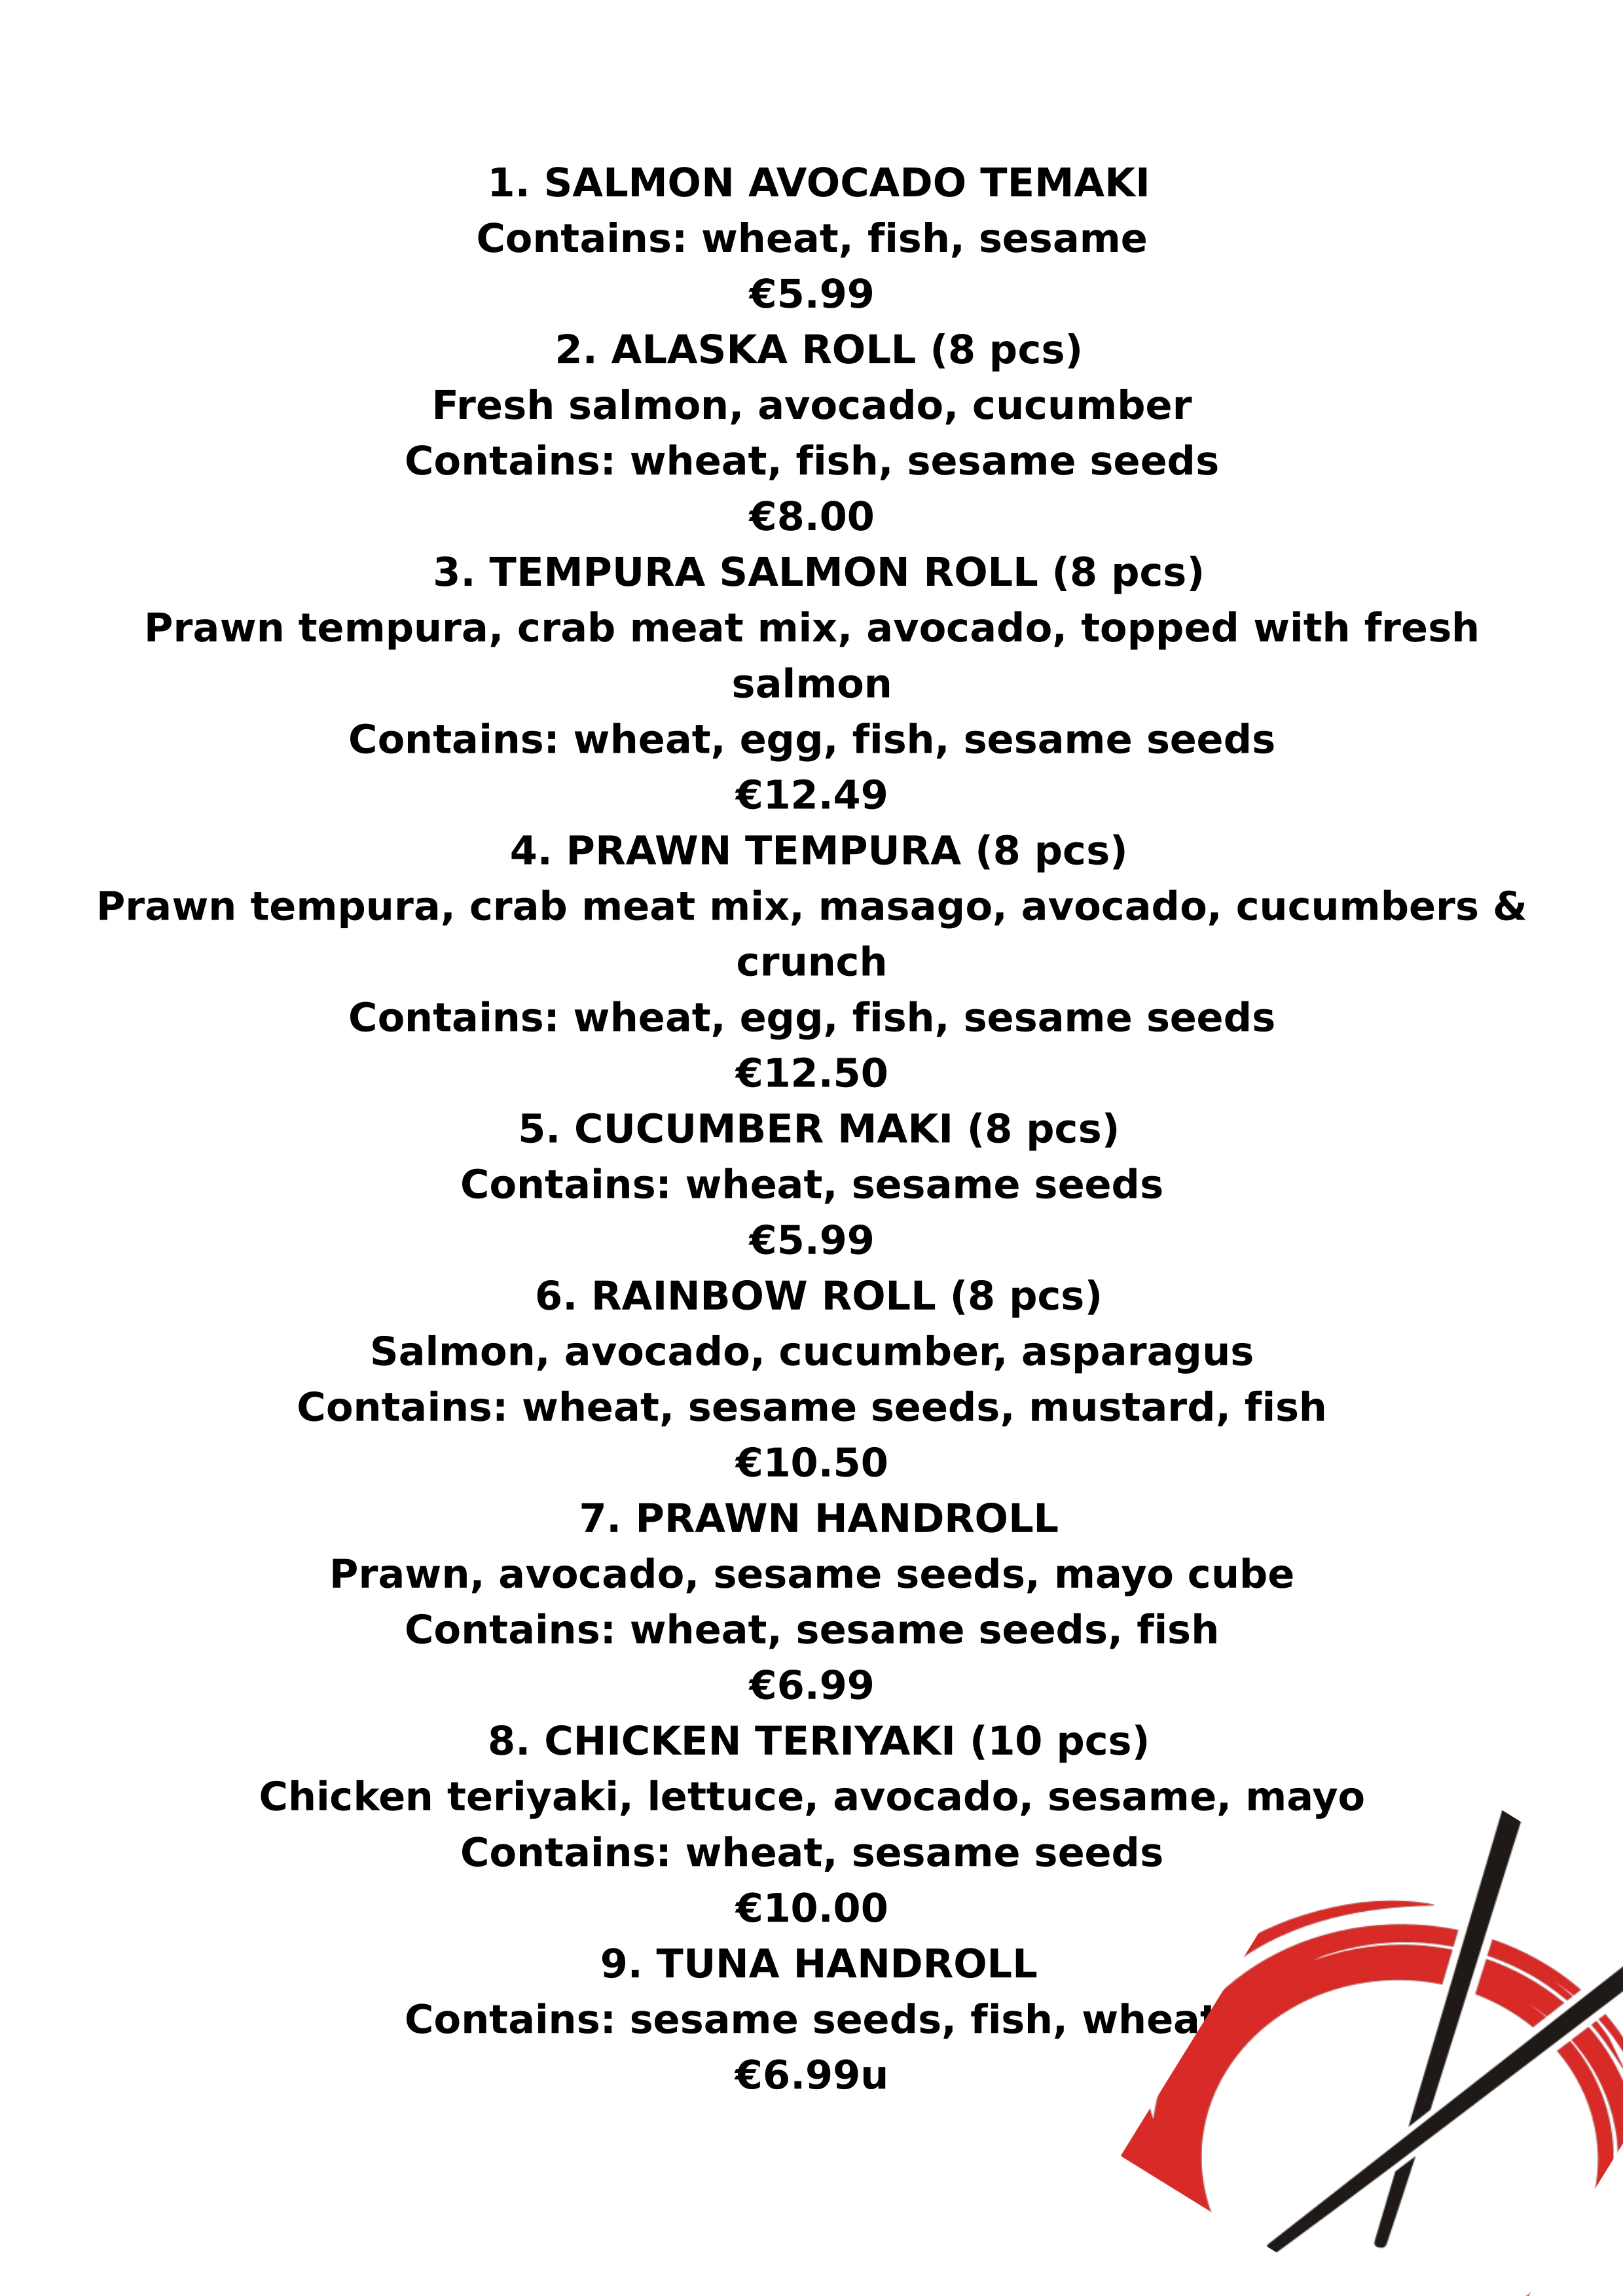 1. SALMON AVOCADO TEMAKI
Contains: wheat, fish, sesame
€5.99
2. ALASKA ROLL (8 pcs)
Fresh salmon, avocado, cucumber
Contains: wheat, fish, sesame seeds
€8.00
3. TEMPURA SALMON ROLL (8 pcs)
Prawn tempura, crab meat mix, avocado, topped with fresh
salmon
Contains: wheat, egg, fish, sesame seeds
€12.49
4. PRAWN TEMPURA (8 pcs)
Prawn tempura, crab meat mix, masago, avocado, cucumbers &
crunch
Contains: wheat, egg, fish, sesame seeds
€12.50
5. CUCUMBER MAKI (8 pcs)
Contains: wheat, sesame seeds
€5.99
6. RAINBOW ROLL (8 pcs)
Salmon, avocado, cucumber, asparagus
Contains: wheat, sesame seeds, mustard, fish
€10.50
7. PRAWN HANDROLL
Prawn, avocado, sesame seeds, mayo cube
Contains: wheat, sesame seeds, fish
€6.99
8. CHICKEN TERIYAKI (10 pcs)
Chicken teriyaki, lettuce, avocado, sesame, mayo
Contains: wheat, sesame seeds
€10.00
9. TUNA HANDROLL
Contains: sesame seeds, fish, wheat
€6.99u